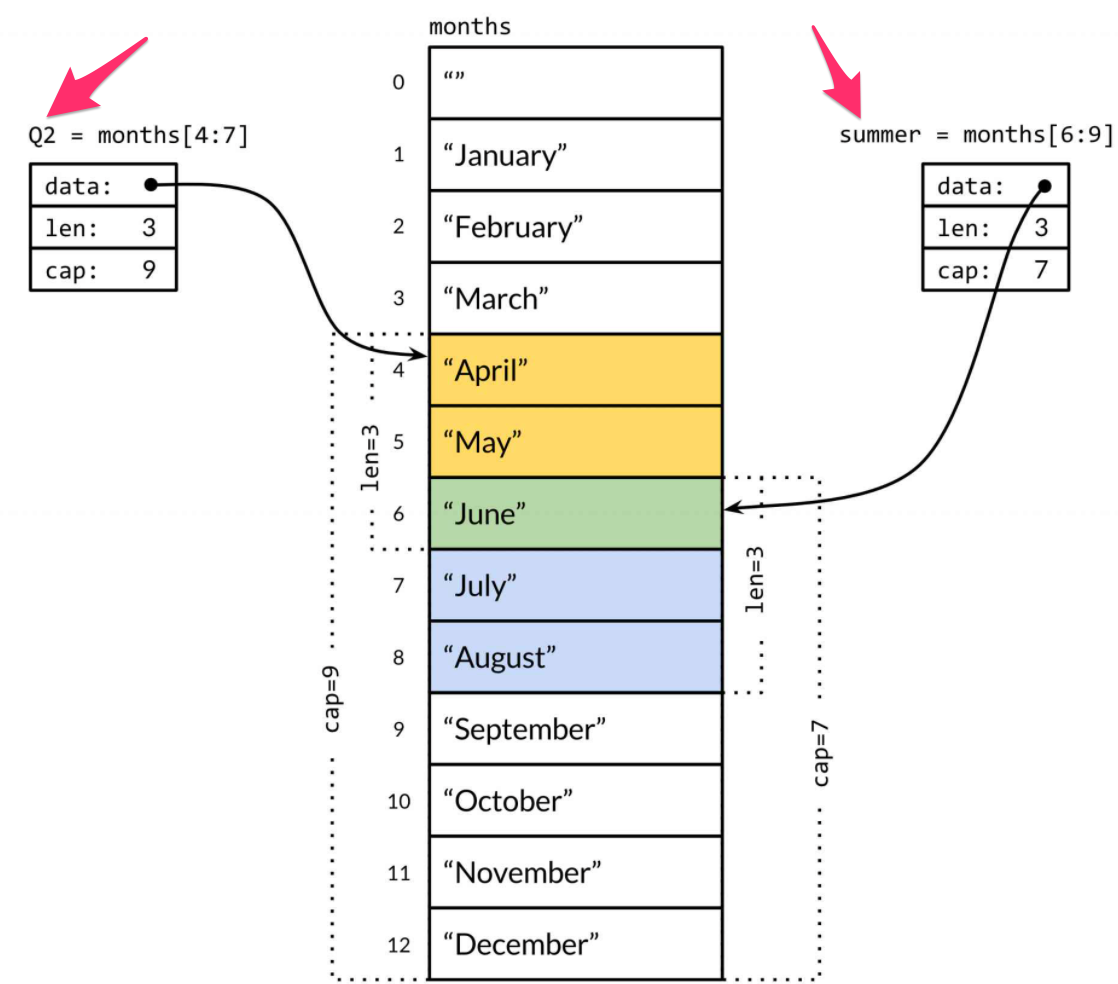 months
Q2 = months[4:7]
data:
len: 3
cap: 9
summer = months[6:9]
data:
len: 3
cap: 7
0 “”
1 “January”
2 “February”
3 “March”
4 “April”
5 “May”
6 “June”
7 “July”
8 “August”
9 “September”
10 “October”
11 “November”
12 “December”
len=3
cap=9
len=3
cap=7